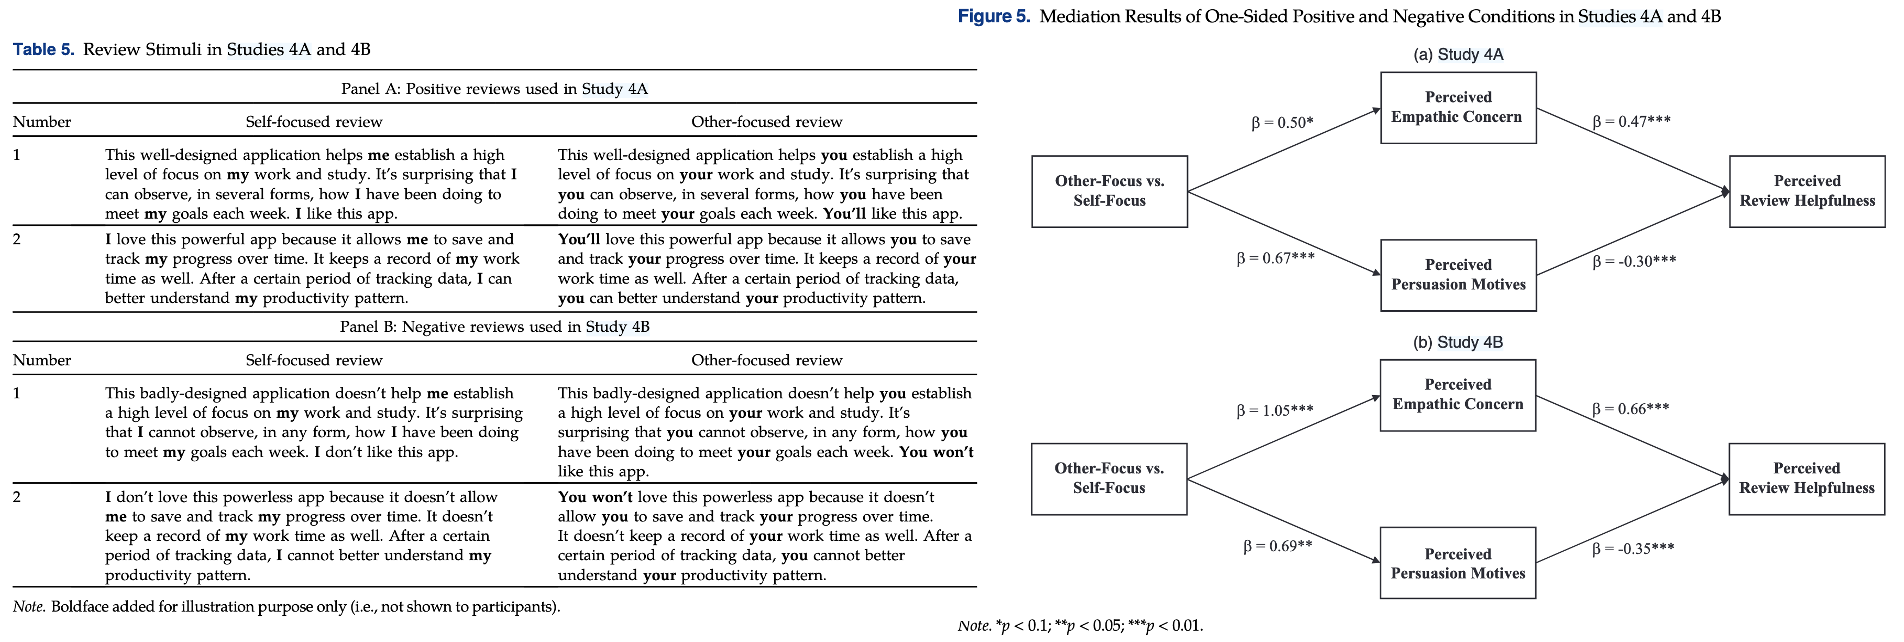 Table 5. Review Stimuli in Studies 4A and 4B
Panel A: Positive reviews used in Study 4A
Number Self-focused review Other-focused review
1
This well-designed application helps me establish a high
level of focus on my work and study. It's surprising that I
can observe, in several forms, how I have been doing to
meet my goals each week. I like this app.
This well-designed application helps you establish a high
level of focus on your work and study. It's surprising that
you can observe, in several forms, how you have been
doing to meet your goals each week. You'll like this app.
2
I love this powerful app because it allows me to save and
track my progress over time. It keeps a record of my work
time as well. After a certain period of tracking data, I can
better understand my productivity pattern.
You'll love this powerful app because it allows you to save
and track your progress over time. It keeps a record of your
work time as well. After a certain period of tracking data,
you can better understand your productivity pattern.
Panel B: Negative reviews used in Study 4B
Number Self-focused review Other-focused review
1
This badly-designed application doesn't help me establish
a high level of focus on my work and study. It's surprising
that I cannot observe, in any form, how I have been doing
to meet my goals each week. I don't like this app.
This badly-designed application doesn't help you establish
a high level of focus on your work and study. It's
surprising that you cannot observe, in any form, how you
have been doing to meet your goals each week. You won't
like this app.
2
I don't love this powerless app because it doesn't allow
me to save and track my progress over time. It doesn't
keep a record of my work time as well. After a certain
period of tracking data, I cannot better understand my
productivity pattern.
You won't love this powerless app because it doesn't
allow you to save and track your progress over time.
It doesn't keep a record of your work time as well. After a
certain period of tracking data, you cannot better
understand your productivity pattern.
Note. Boldface added for illustration purpose only (i.e., not shown to participants).
Figure 5. Mediation Results of One-Sided Positive and Negative Conditions in Studies 4A and 4B
(a) Study 4A
Perceived
Empathic Concern
β = 0.50*
β = 0.47***
Other-Focus vs.
Self-Focus
Perceived
Review Helpfulness
β = 0.67***
β = -0.30***
Perceived
Persuasion Motives
(b) Study 4B
Perceived
Empathic Concern
β = 1.05***
β = 0.66***
Other-Focus vs.
Self-Focus
Perceived
Review Helpfulness
β = 0.69**
β = -0.35***
Perceived
Persuasion Motives
Note. *p < 0.1; **p < 0.05; ***p < 0.01.